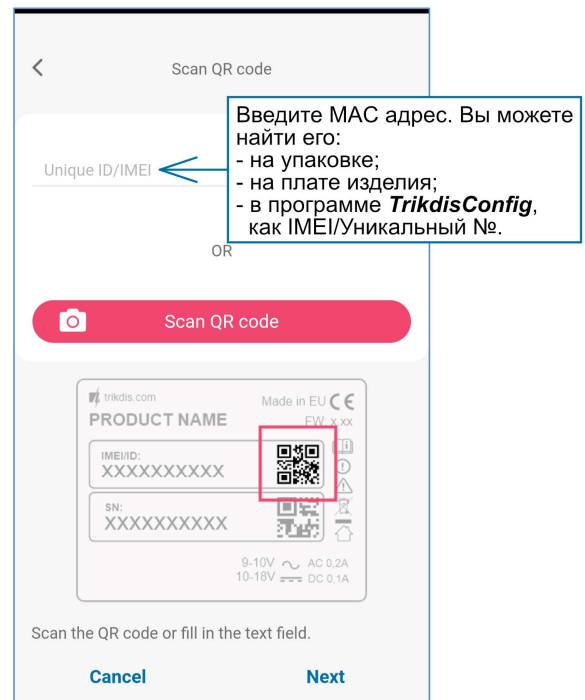 Scan QR code
Введите MAC адрес. Вы можете
найти его:
- на упаковке;
- на плате изделия;
- в программе TrikdisConfig,
как IMEI/Уникальный №.
Unique ID/IMEI
OR
Scan QR code
trikdis.com
Made in EU CE
PRODUCT NAME
FW: x xx
IMEI/ID:
XXXXXXXXXX
SN:
XXXXXXXXXX
9-10V AC 0,2A
10-18V DC 0,1A
Scan the QR code or fill in the text field.
Cancel
Next